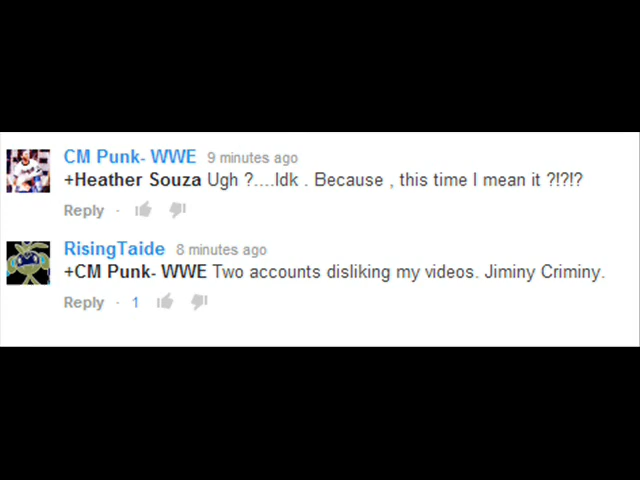 CM Punk- WWE 9 minutes ago
+Heather Souza Ugh ?....Idk . Because , this time I mean it ?!?!?
Reply ·
RisingTaide 8 minutes ago
+CM Punk- WWE Two accounts disliking my videos. Jiminy Criminy.
Reply · 1